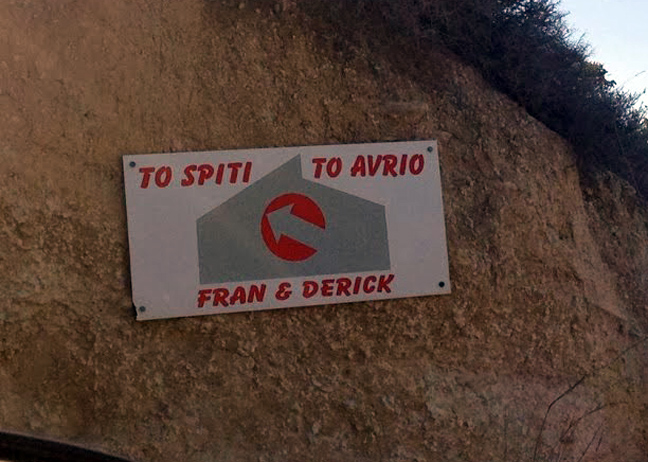 TO SPITI TO AVRIO
FRAN & DERICK